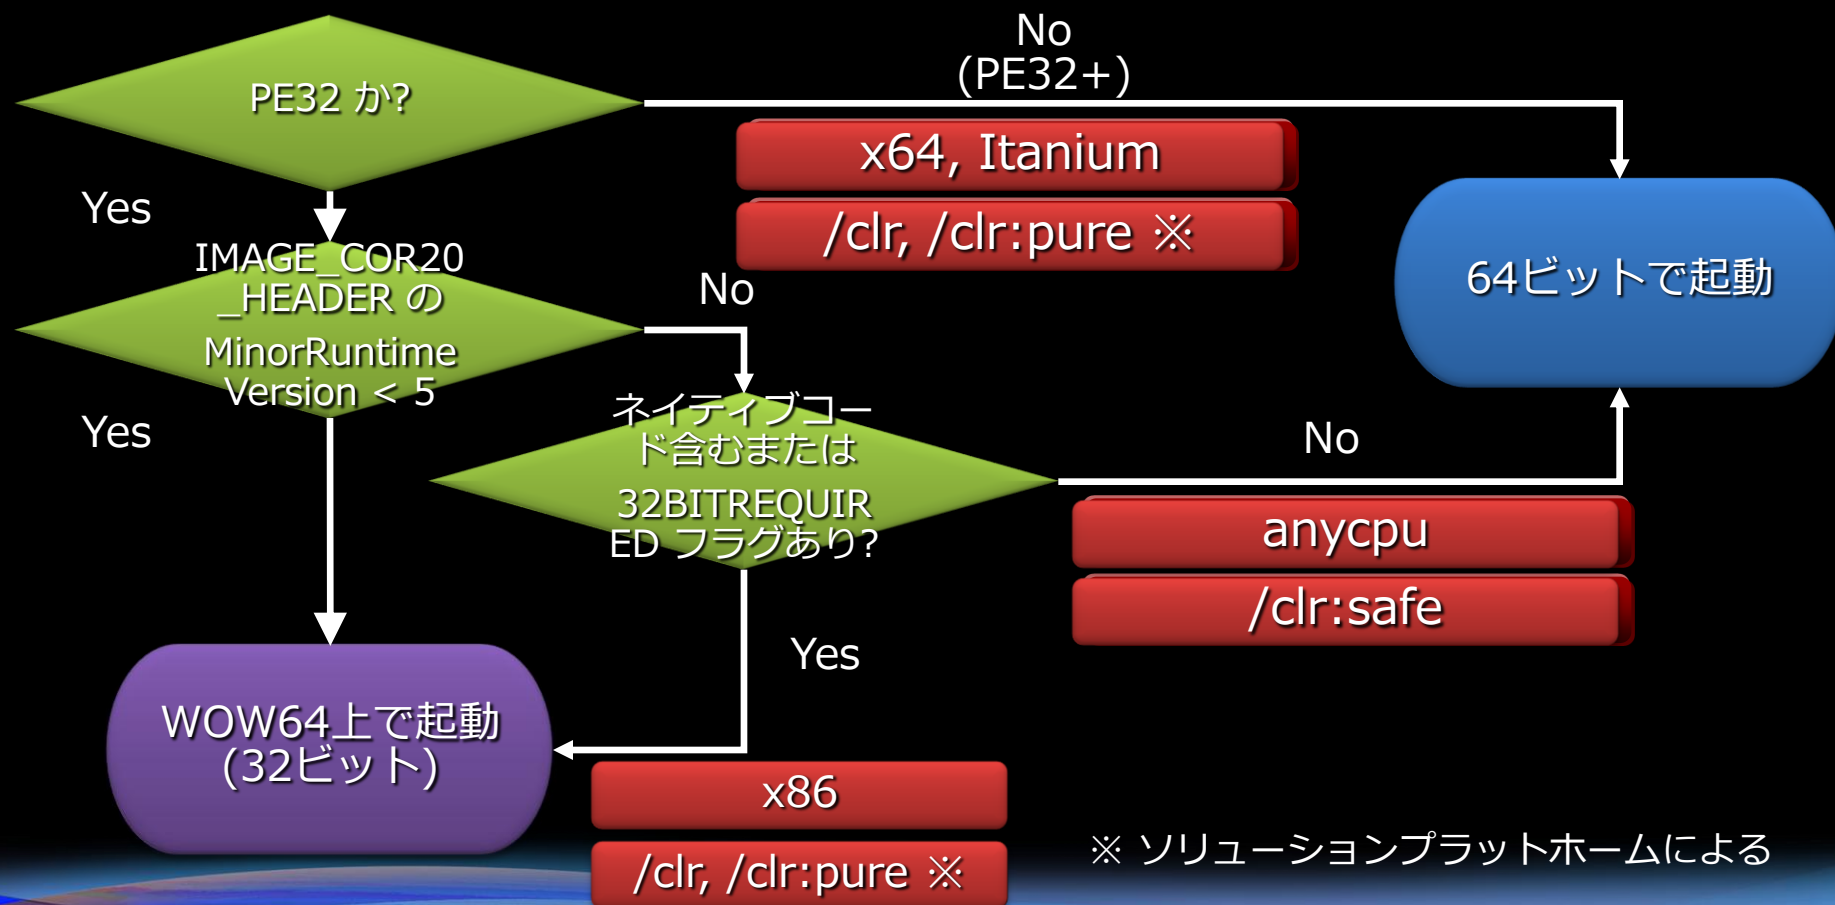 PE32 か?
No
(PE32+)
x64, Itanium
/clr, /clr:pure ※
Yes
IMAGE_COR20
_HEADER の
MinorRuntime
Version < 5
No
64ビットで起動
Yes
ネイティブコー
ド含むまたは
32BITREQUIR
ED フラグあり?
No
anycpu
/clr:safe
Yes
WOW64上で起動
(32ビット)
x86
/clr, /clr:pure ※
※ ソリューションプラットホームによる